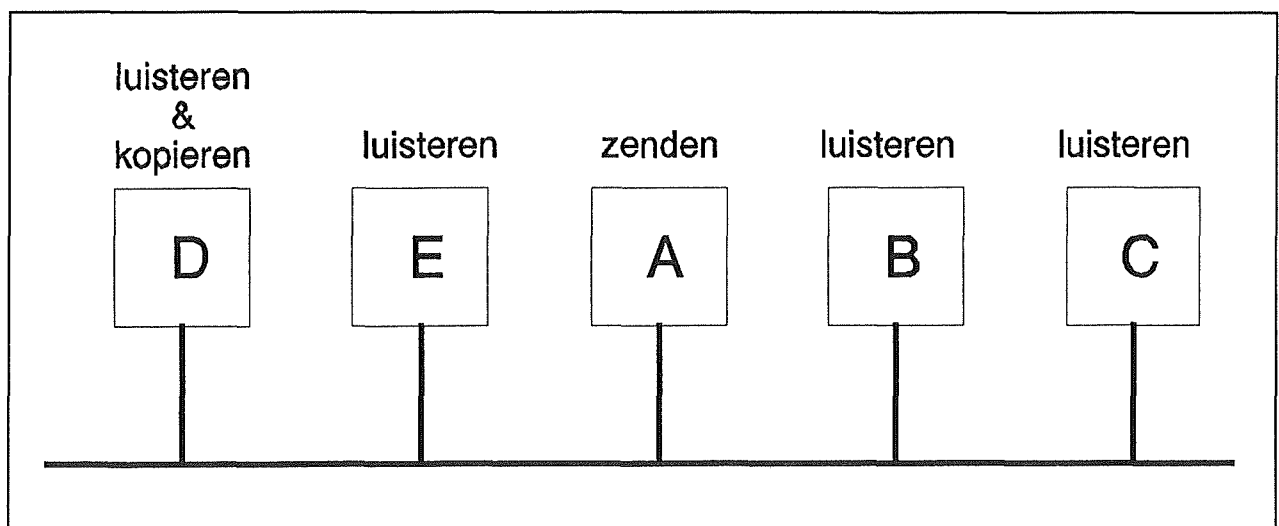 luisteren
&
kopieren
luisteren
zenden
luisteren
luisteren
D
E
A
B
C